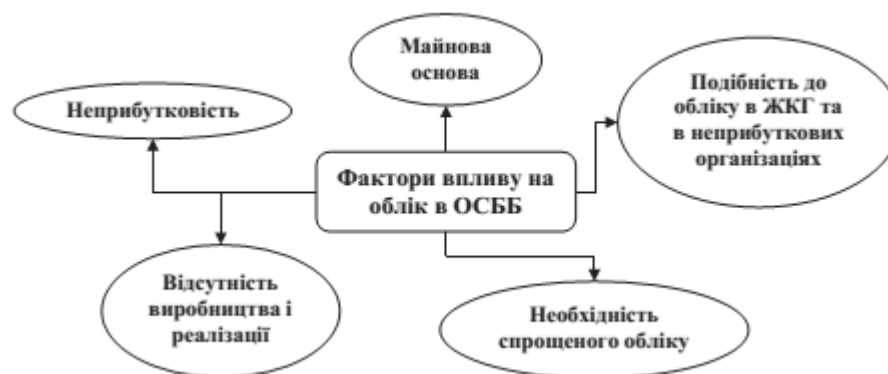 Майнова
основа
Неприбутковість
Подібність до
обліку в ЖКГ та
в неприбуткових
організаціях
Фактори впливу на
облік в ОСББ
Відсутність
виробництва і
реалізації
Необхідність
спрощеного обліку